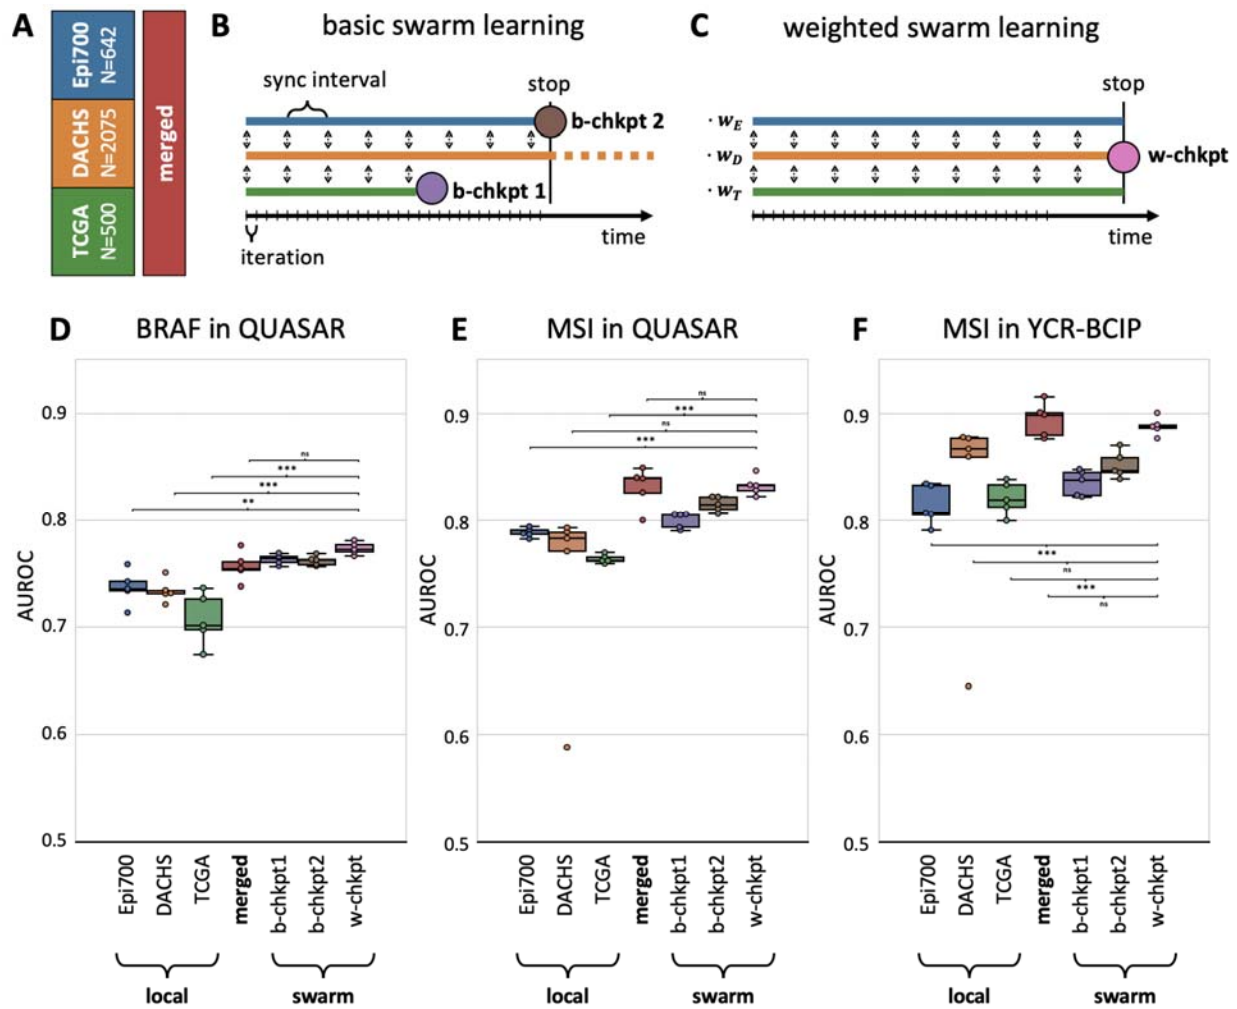 A
Epi700
N=642
DACHS
N=2075
TCGA
N=500
merged
B
basic swarm learning
sync interval
stop
b-chkpt 2
b-chkpt 1
time
iteration
C
weighted swarm learning
stop
· wE
· wD
· wT
w-chkpt
time
D
BRAF in QUASAR
AUROC
0.9
0.8
0.7
0.6
0.5
ns
***
***
**
Epi700
DACHS
TCGA
merged
b-chkpt1
b-chkpt2
w-chkpt
local
swarm
E
MSI in QUASAR
AUROC
0.9
0.8
0.7
0.6
0.5
ns
***
ns
***
Epi700
DACHS
TCGA
merged
b-chkpt1
b-chkpt2
w-chkpt
local
swarm
F
MSI in YCR-BCIP
AUROC
0.9
0.8
0.7
0.6
0.5
***
ns
***
ns
Epi700
DACHS
TCGA
merged
b-chkpt1
b-chkpt2
w-chkpt
local
swarm